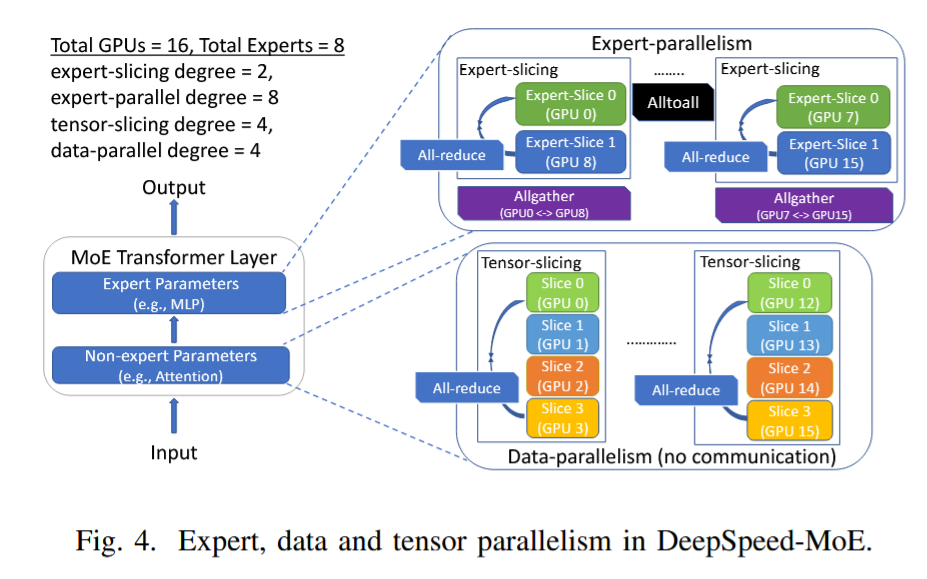 Total GPUs = 16, Total Experts = 8
expert-slicing degree = 2,
expert-parallel degree = 8
tensor-slicing degree = 4,
data-parallel degree = 4
Output
MoE Transformer Layer
Expert Parameters
(e.g., MLP)
Non-expert Parameters
(e.g., Attention)
Input
Expert-parallelism
Expert-slicing
Expert-Slice 0
(GPU 0)
Expert-Slice 1
(GPU 8)
All-reduce
........
Alltoall
Expert-slicing
Expert-Slice 0
(GPU 7)
Expert-Slice 1
(GPU 15)
All-reduce
Allgather
(GPU0 <-> GPU8)
Allgather
(GPU7 <-> GPU15)
Tensor-slicing
Slice 0
(GPU 0)
Slice 1
(GPU 1)
Slice 2
(GPU 2)
Slice 3
(GPU 3)
All-reduce
.............
Tensor-slicing
Slice 0
(GPU 12)
Slice 1
(GPU 13)
Slice 2
(GPU 14)
Slice 3
(GPU 15)
All-reduce
Data-parallelism (no communication)
Fig. 4. Expert, data and tensor parallelism in DeepSpeed-MoE.